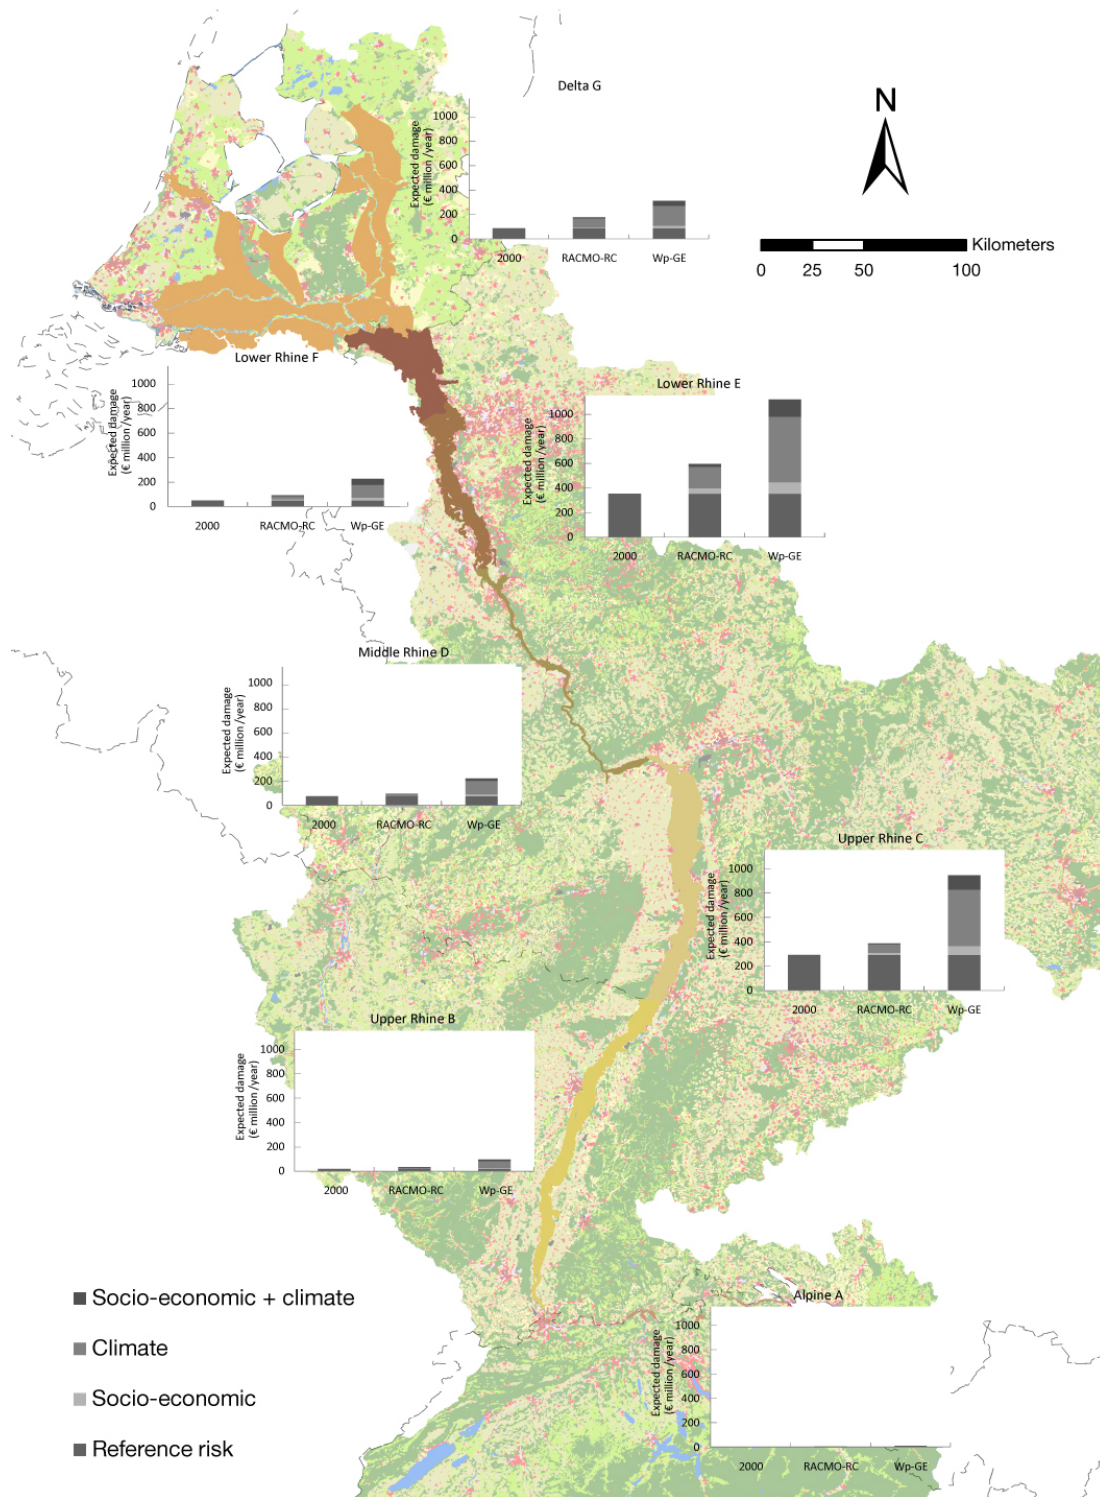 Delta G
Expected damage
(€ million /year)
1000
800
600
400
200
0
2000
RACMO-RC
Wp-GE
N
Kilometers
0
25
50
100
Lower Rhine F
Expected damage
(€ million /year)
1000
800
600
400
200
0
2000
RACMO-RC
Wp-GE
Lower Rhine E
Expected damage
(€ million /year)
1000
800
600
400
200
0
2000
RACMO-RC
Wp-GE
Middle Rhine D
Expected damage
(€ million /year)
1000
800
600
400
200
0
2000
RACMO-RC
Wp-GE
Upper Rhine C
Expected damage
(€ million /year)
1000
800
600
400
200
0
2000
RACMO-RC
Wp-GE
Upper Rhine B
Expected damage
(€ million /year)
1000
800
600
400
200
0
2000
RACMO-RC
Wp-GE
Alpine A
Expected damage
(€ million /year)
1000
800
600
400
200
0
2000
RACMO-RC
Wp-GE
Socio-economic + climate
Climate
Socio-economic
Reference risk